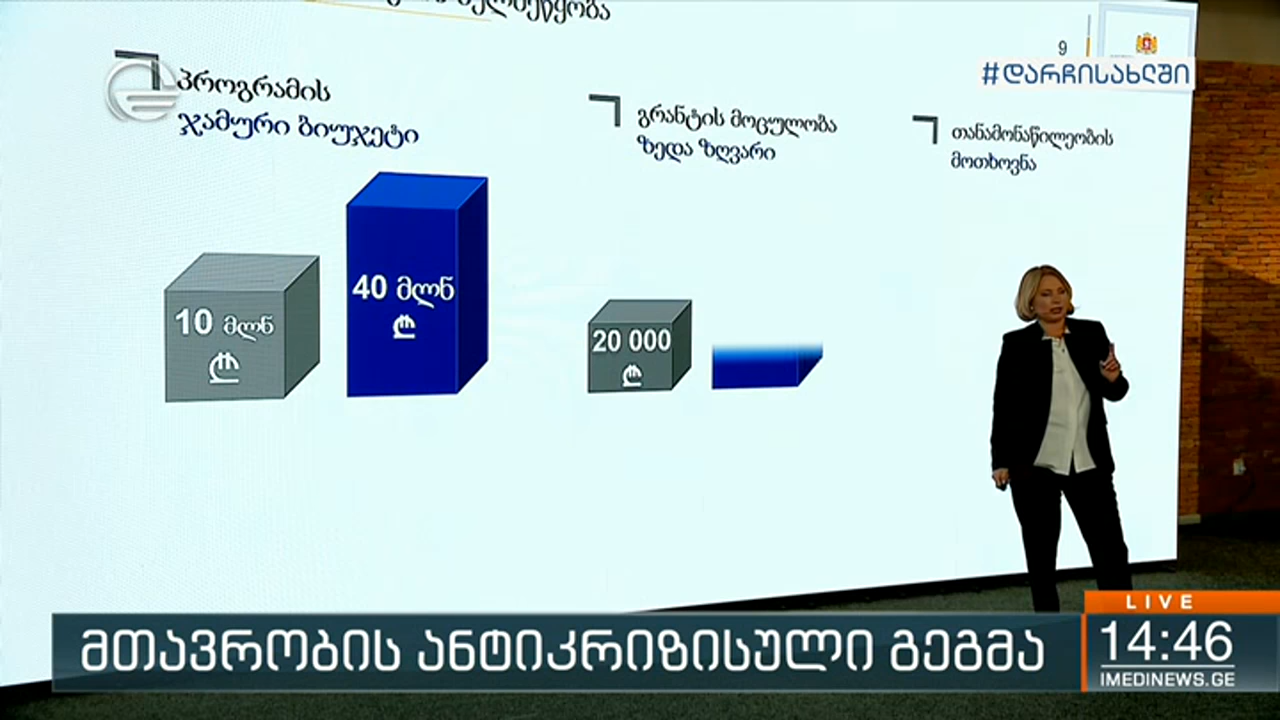 9
#ᲓᲐᲠᲩᲘᲡᲐᲮᲚᲨᲘ
პროგრამის
ჯამური ბიუჯეტი
გრანტის მოცულობა
ზედა ზღვარი
თანამონაწილეობის
მოთხოვნა
10 მლნ
₾
40 მლნ
₾
20 000
₾
ᲛᲗᲐᲕᲠᲝᲑᲘᲡ ᲐᲜᲢᲘᲙᲠᲘᲖᲘᲡᲣᲚᲘ ᲒᲔᲒᲛᲐ
LIVE
14:46
IMEDINEWS.GE